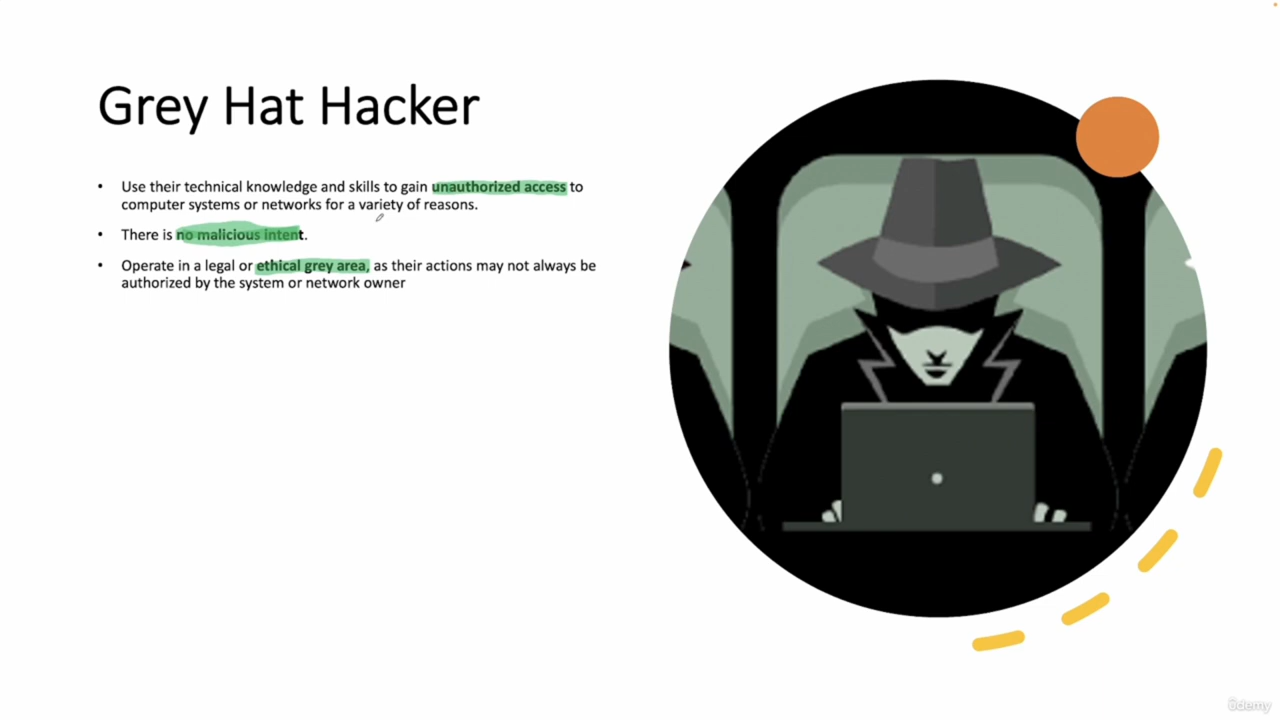 Grey Hat Hacker
• Use their technical knowledge and skills to gain unauthorized access to
computer systems or networks for a variety of reasons.
• There is no malicious intent.
• Operate in a legal or ethical grey area, as their actions may not always be
authorized by the system or network owner
ûdemy